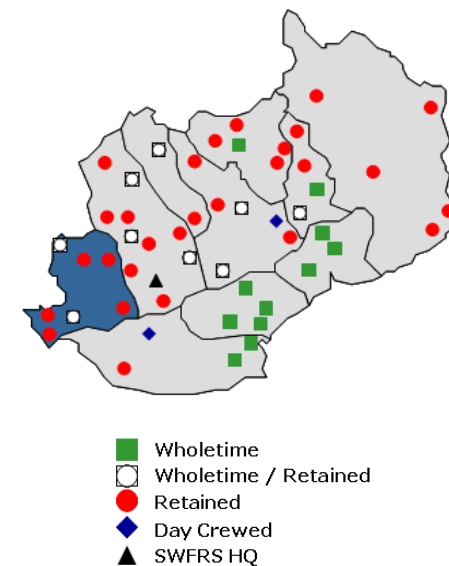 Wholetime
Wholetime / Retained
Retained
Day Crewed
SWFRS HQ